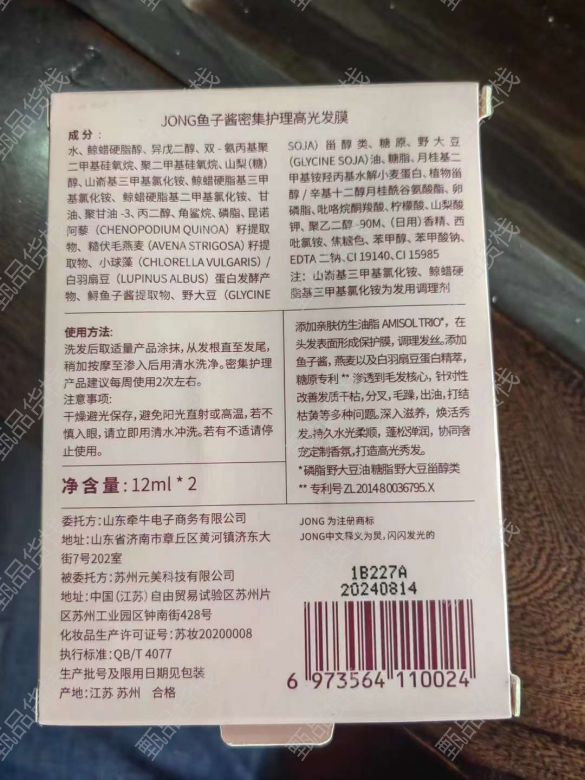 JONG鱼子酱密集护理高光发膜
成分：
水、鲸蜡硬脂醇、异戊二醇、双-氨丙基聚
二甲基硅氧烷、聚二甲基硅氧烷、山梨(糖)
醇、山嵛基三甲基氯化铵、鲸蜡硬脂基三甲
基氯化铵、鲸蜡硬脂基二甲基氯化铵、甘
油、聚甘油-3、丙二醇、角鲨烷、磷脂、昆诺
阿藜（CHENOPODIUM QUINOA）籽提取
物、糙伏毛燕麦（AVENA STRIGOSA）籽提
取物、小球藻（CHLORELLA VULGARIS）/
白羽扇豆（LUPINUS ALBUS）蛋白发酵产
物、鲟鱼子酱提取物、野大豆（GLYCINE
SOJA）甾醇类、糖原、野大豆
(GLYCINE SOJA)油、糖脂、月桂基二
甲基铵羟丙基水解小麦蛋白、植物甾
醇/辛基十二醇月桂酰谷氨酸酯、卵
磷脂、吡咯烷酮羧酸、柠檬酸、山梨酸
钾、聚乙二醇-90M、（日用）香精、西
吡氯铵、焦糖色、苯甲醇、苯甲酸钠、
EDTA二钠、CI 19140、CI 15985
注：山嵛基三甲基氯化铵、鲸蜡硬
脂基三甲基氯化铵为发用调理剂
使用方法:
洗发后取适量产品涂抹，从发根直至发尾，
稍加按摩至渗入后用清水洗净。密集护理
产品建议每周使用2次左右。
注意事项:
干燥避光保存，避免阳光直射或高温，若不
慎入眼，请立即用清水冲洗。若有不适请停
止使用。
添加亲肤仿生油脂 AMISOL TRIO*，在
头发表面形成保护膜，调理发丝。添加
鱼子酱，燕麦以及白羽扇豆蛋白精萃，
糖原专利**渗透到毛发核心，针对性
改善发质干枯，分叉，毛躁，出油，打结
枯黄等多种问题。深入滋养，焕活秀
发。持久水光柔顺，蓬松弹润，协同奢
宠定制香氛，打造高光秀发。
*磷脂野大豆油糖脂野大豆甾醇类
**专利号ZL201480036795.X
净含量:12ml * 2
委托方：山东牵牛电子商务有限公司
地址：山东省济南市章丘区黄河镇济东大
街7号202室
被委托方：苏州元美科技有限公司
地址：中国（江苏）自由贸易试验区苏州片
区苏州工业园区钟南街428号
化妆品生产许可证号：苏妆20200008
执行标准：QB/T 4077
生产批号及限用日期见包装
产地：江苏 苏州 合格
JONG 为注册商标
JONG中文释义为炅，闪闪发光的
1B227A
20240814
6 973564 110024
甄品货栈